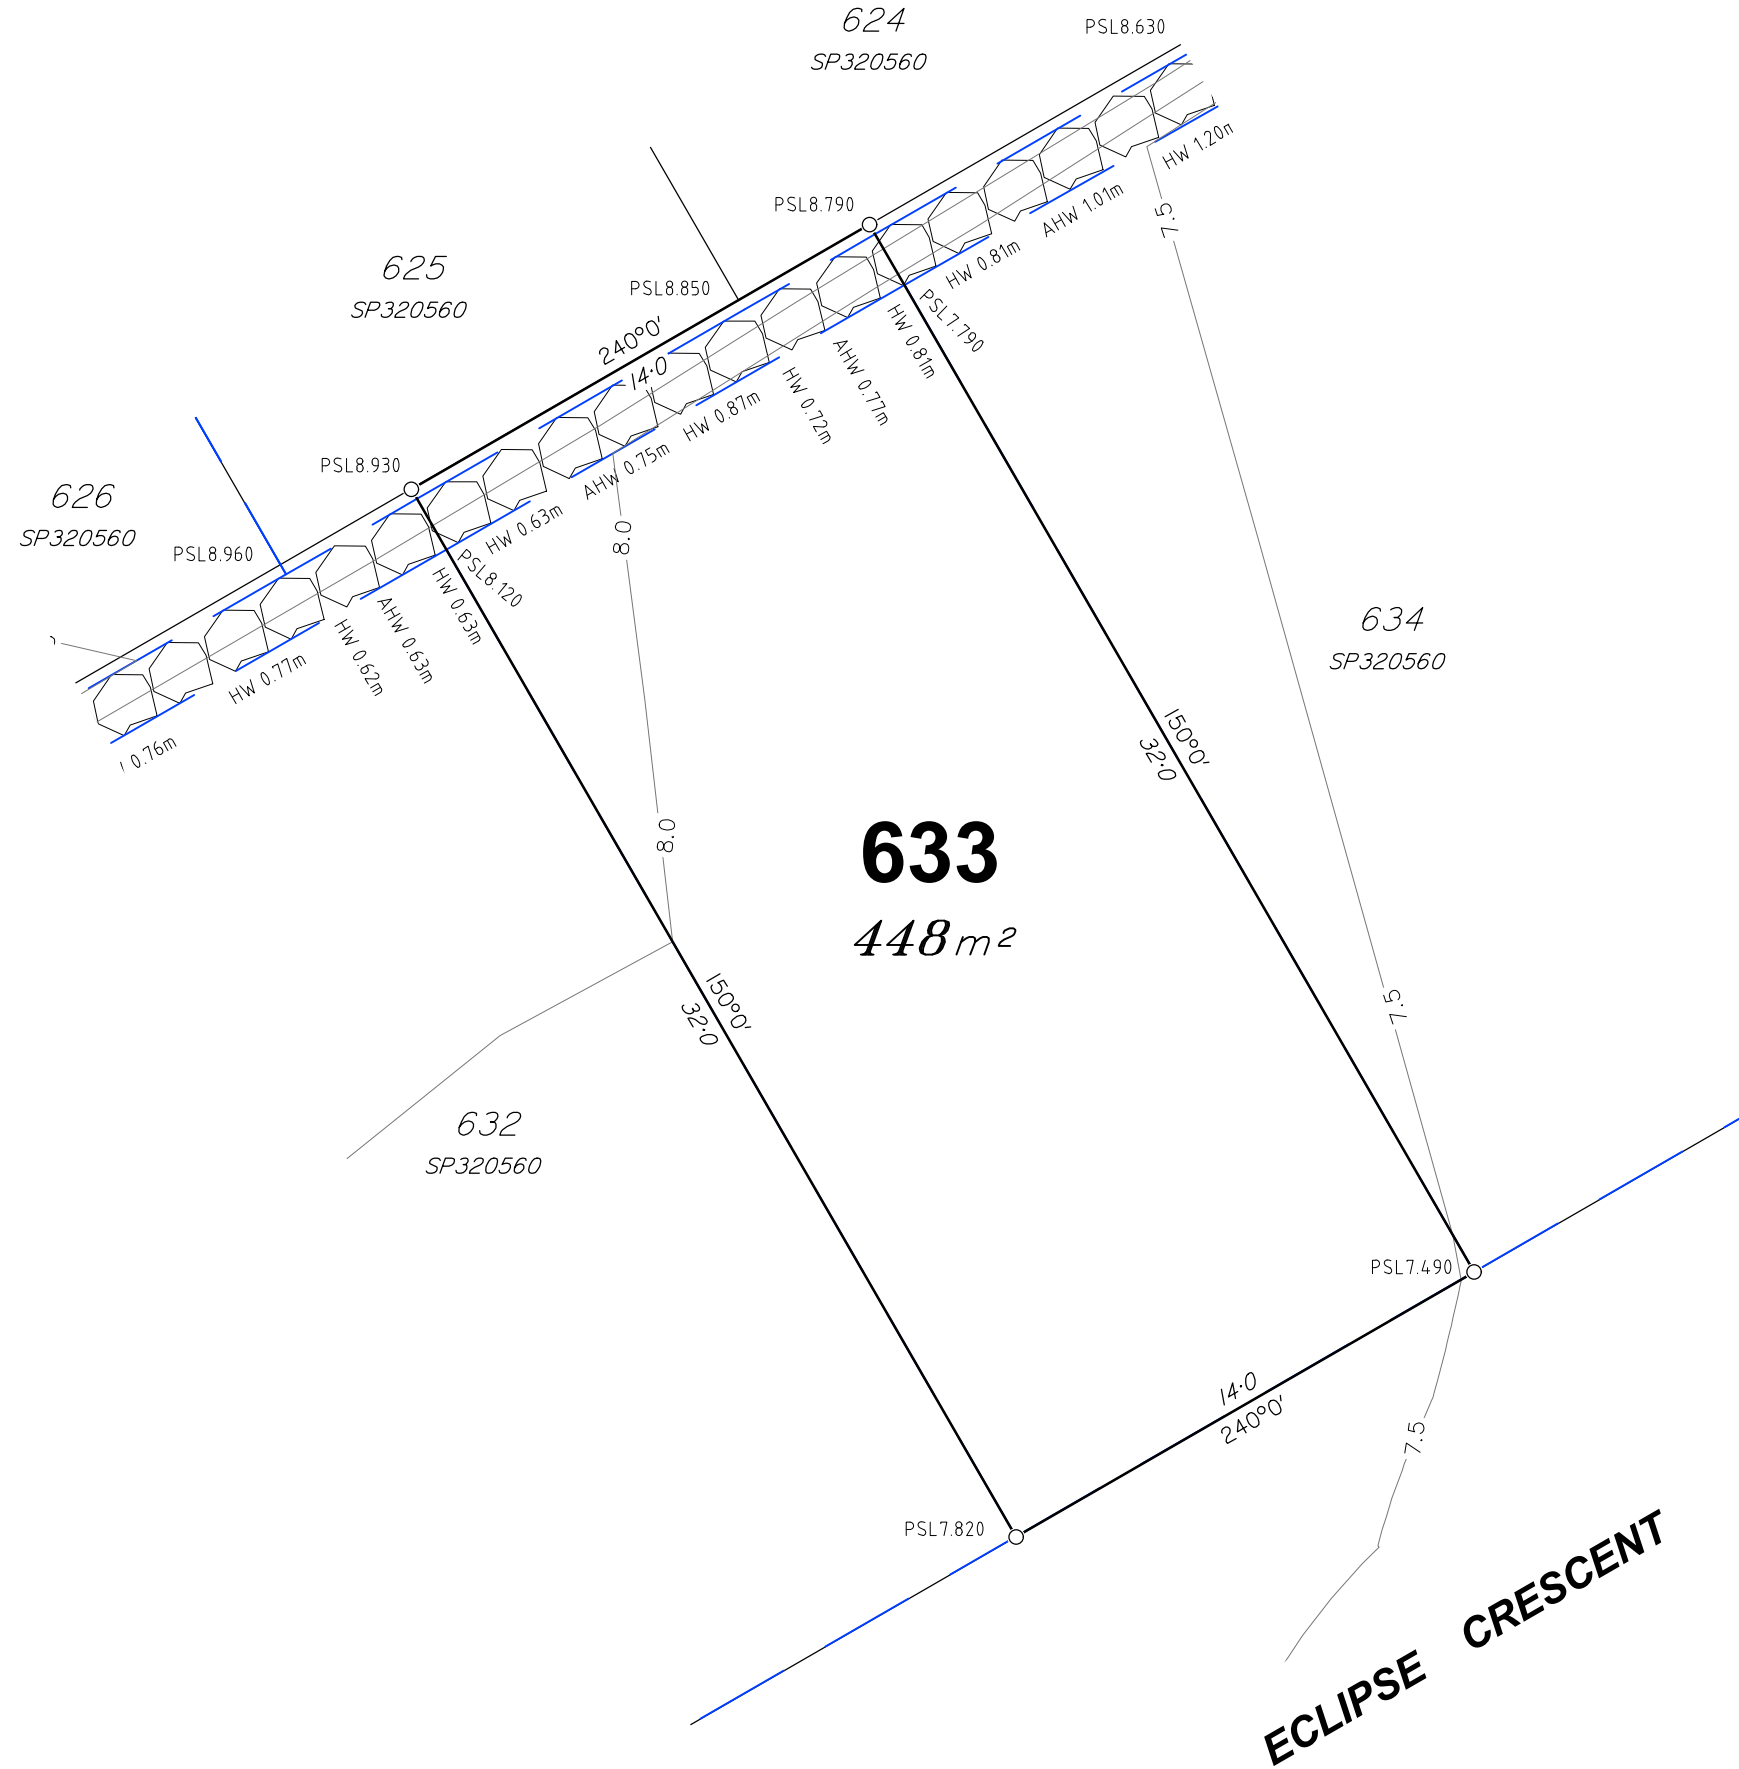 624
SP320560
PSL8.630
HW 1.20
PSL8.790
AHW 1.01m
7.5
625
SP320560
PSL8.850
HW 0.81m
PSL7.790
HW 0.81m
240°0'
14·0
AHW 0.77m
HW 0.72m
HW 0.87m
PSL8.930
AHW 0.75m
626
SP320560
8.0
HW 0.63m
PSL8.960
PSL8.120
HW 0.63m
AHW 0.63m
HW 0.62m
HW 0.77m
0.76m
634
SP320560
150°0'
32·0
8.0
633
448 m²
7.5
150°0'
32·0
632
SP320560
PSL7.490
14·0
240°0'
7.5
PSL7.820
ECLIPSE CRESCENT